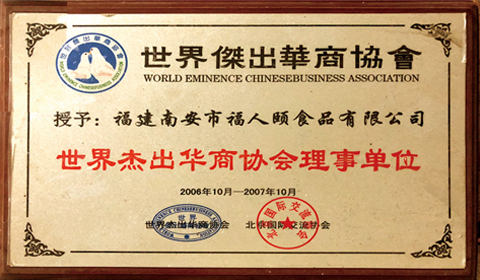 世界傑出華商協會
WORLD EMINENCE CHINESEBUSINESS ASSOCIATION
授予：福建南安市福人颐食品有限公司
世界杰出华商协会理事单位
2006年10月—2007年10月
世界杰出华商协会 北京国际交流协会